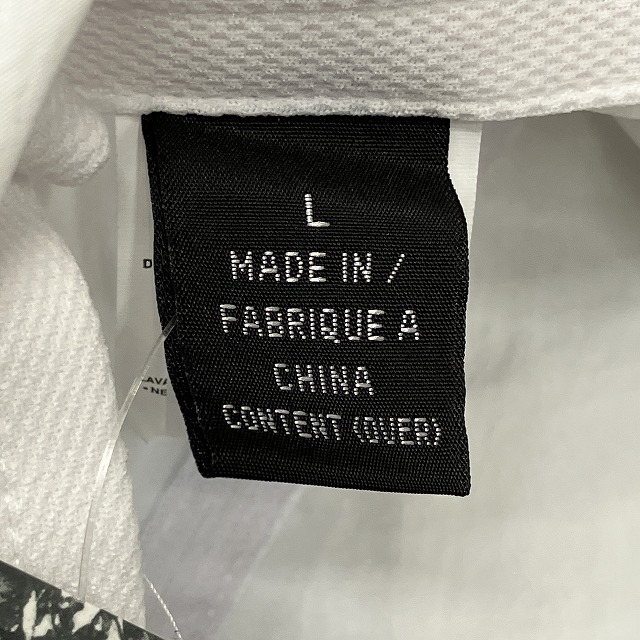 L
MADE IN /
FABRIQUE A
CHINA
CONTENT (OVER)